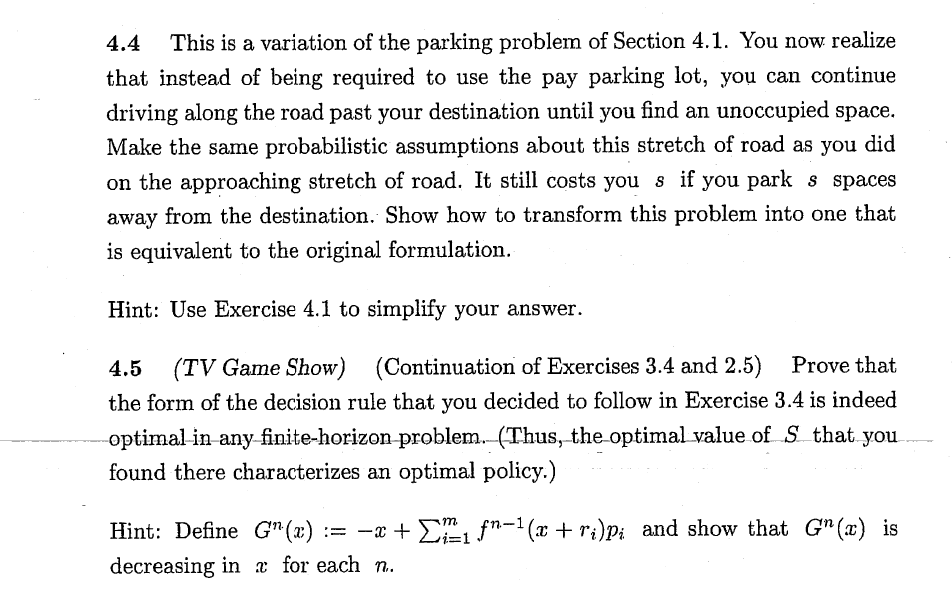 4.4 This is a variation of the parking problem of Section 4.1. You now realize
that instead of being required to use the pay parking lot, you can continue
driving along the road past your destination until you find an unoccupied space.
Make the same probabilistic assumptions about this stretch of road as you did
on the approaching stretch of road. It still costs you s if you park s spaces
away from the destination. Show how to transform this problem into one that
is equivalent to the original formulation.
Hint: Use Exercise 4.1 to simplify your answer.
4.5 (TV Game Show) (Continuation of Exercises 3.4 and 2.5) Prove that
the form of the decision rule that you decided to follow in Exercise 3.4 is indeed
optimal in any finite-horizon problem. (Thus, the optimal value of S that you
found there characterizes an optimal policy.)
Hint: Define Gⁿ(x) := −x + ∑ᵐᵢ₌₁ fⁿ⁻¹(x + rᵢ)pᵢ and show that Gⁿ(x) is
decreasing in x for each n.